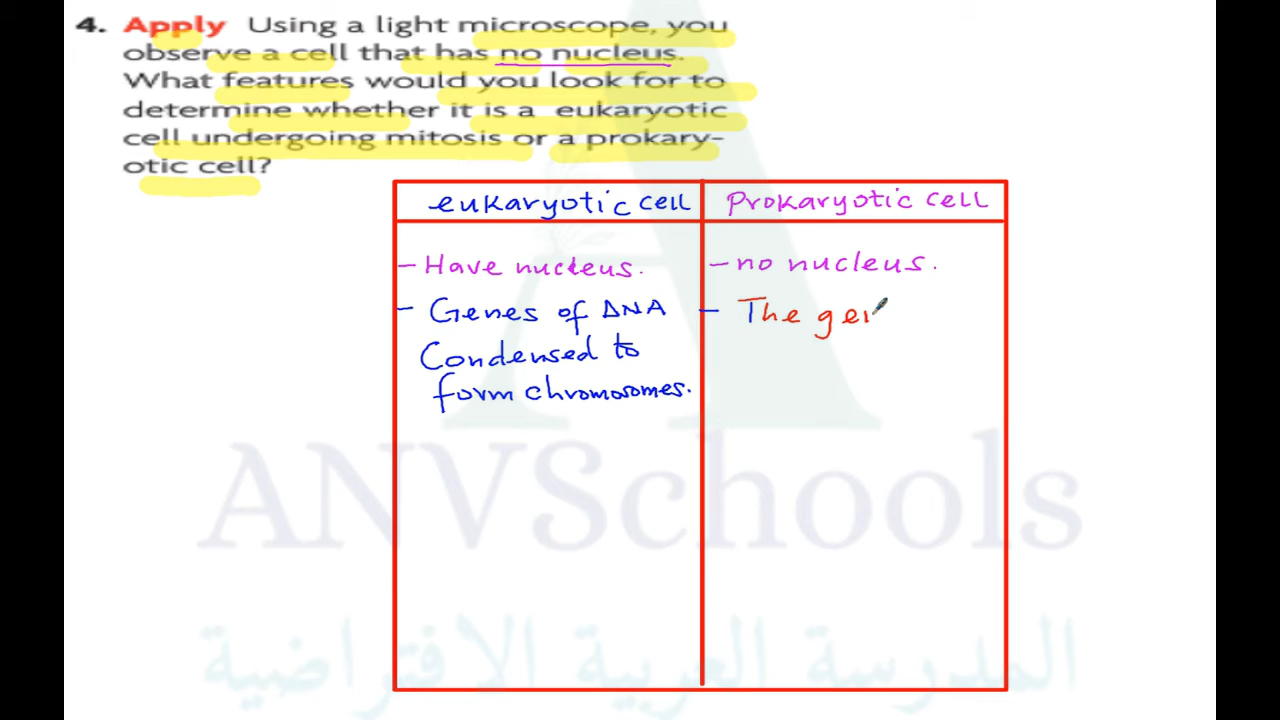 4. Apply Using a light microscope, you
observe a cell that has no nucleus.
What features would you look for to
determine whether it is a eukaryotic
cell undergoing mitosis or a prokary-
otic cell?
eukaryotic cell
Prokaryotic cell
- Have nucleus.
- no nucleus.
- Genes of DNA
Condensed to
form chromosomes.
- The gen
ANVSchools
المدرسة العربية الافتراضية